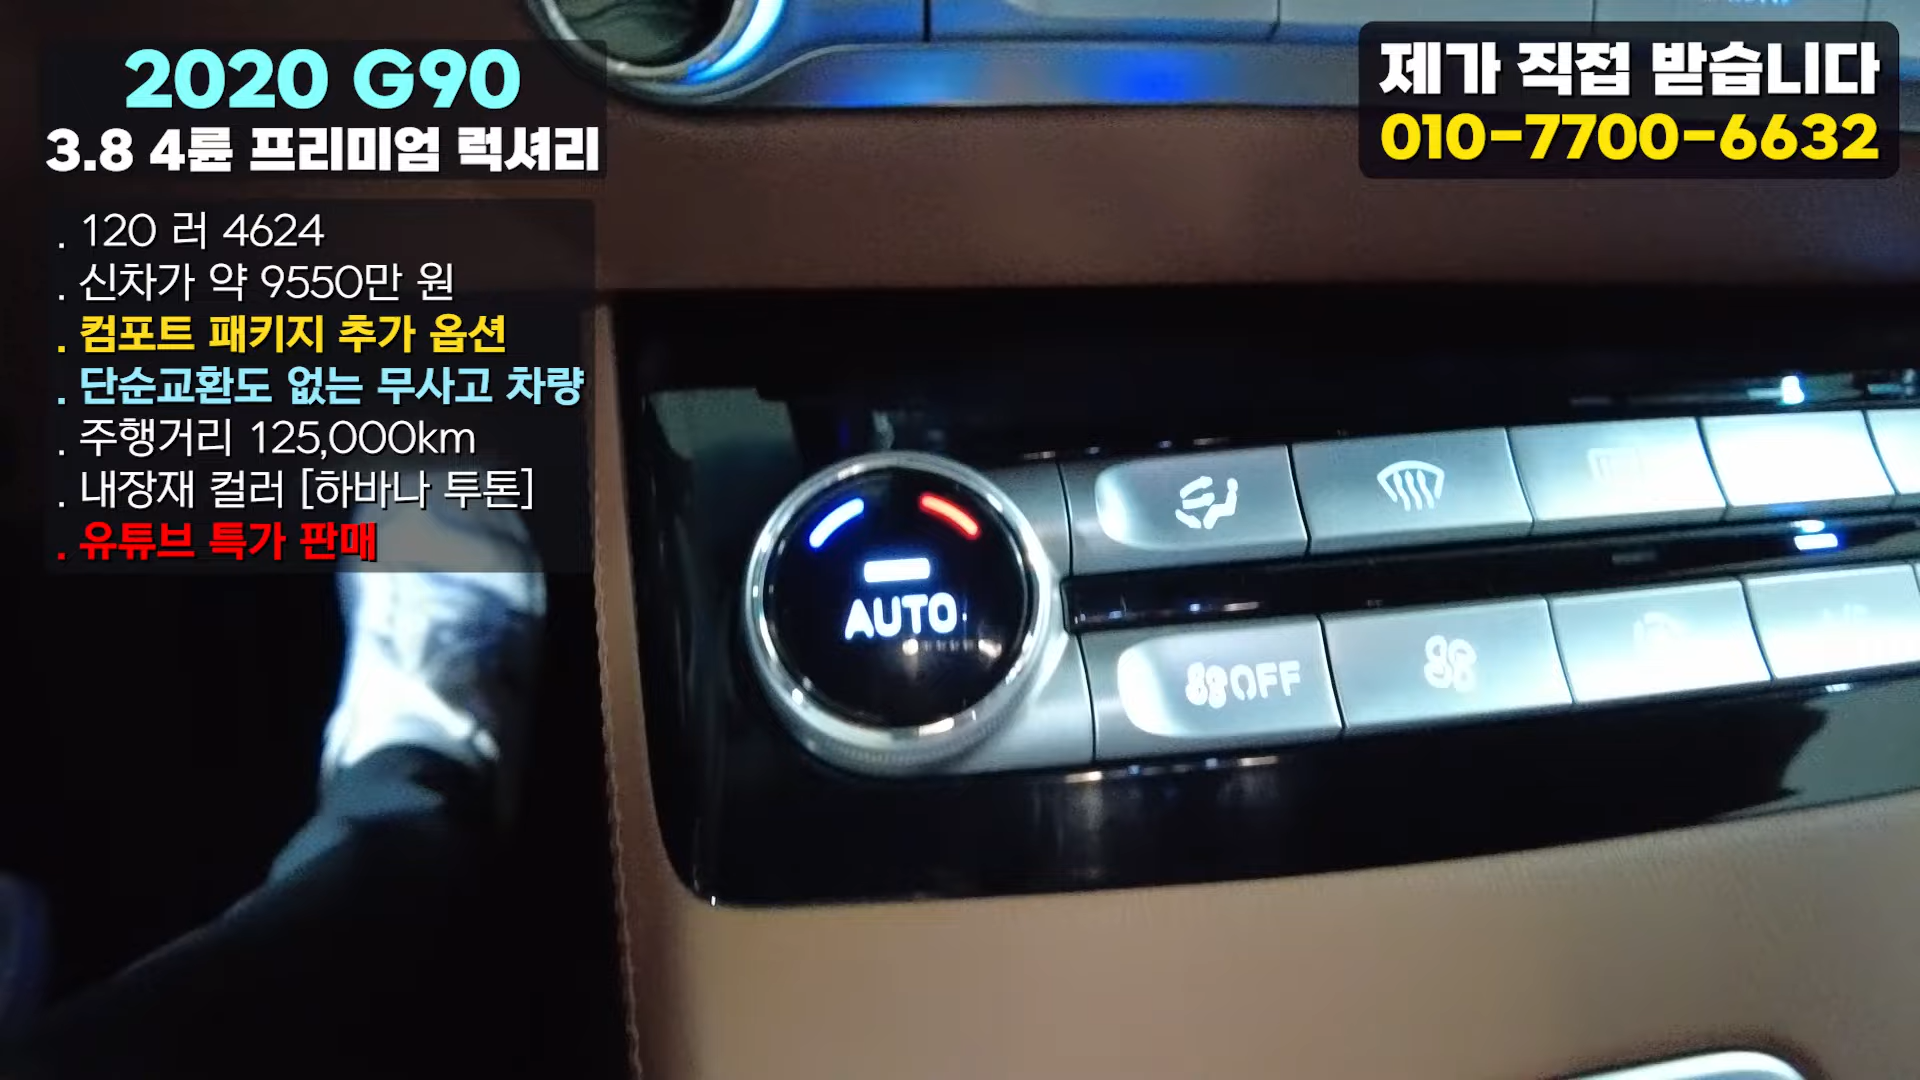 2020 G90
3.8 4륜 프리미엄 럭셔리
제가 직접 받습니다
010-7700-6632
. 120 러 4624
. 신차가 약 9550만 원
. 컴포트 패키지 추가 옵션
. 단순교환도 없는 무사고 차량
. 주행거리 125,000km
. 내장재 컬러 [하바나 투톤]
. 유튜브 특가 판매
AUTO
OFF